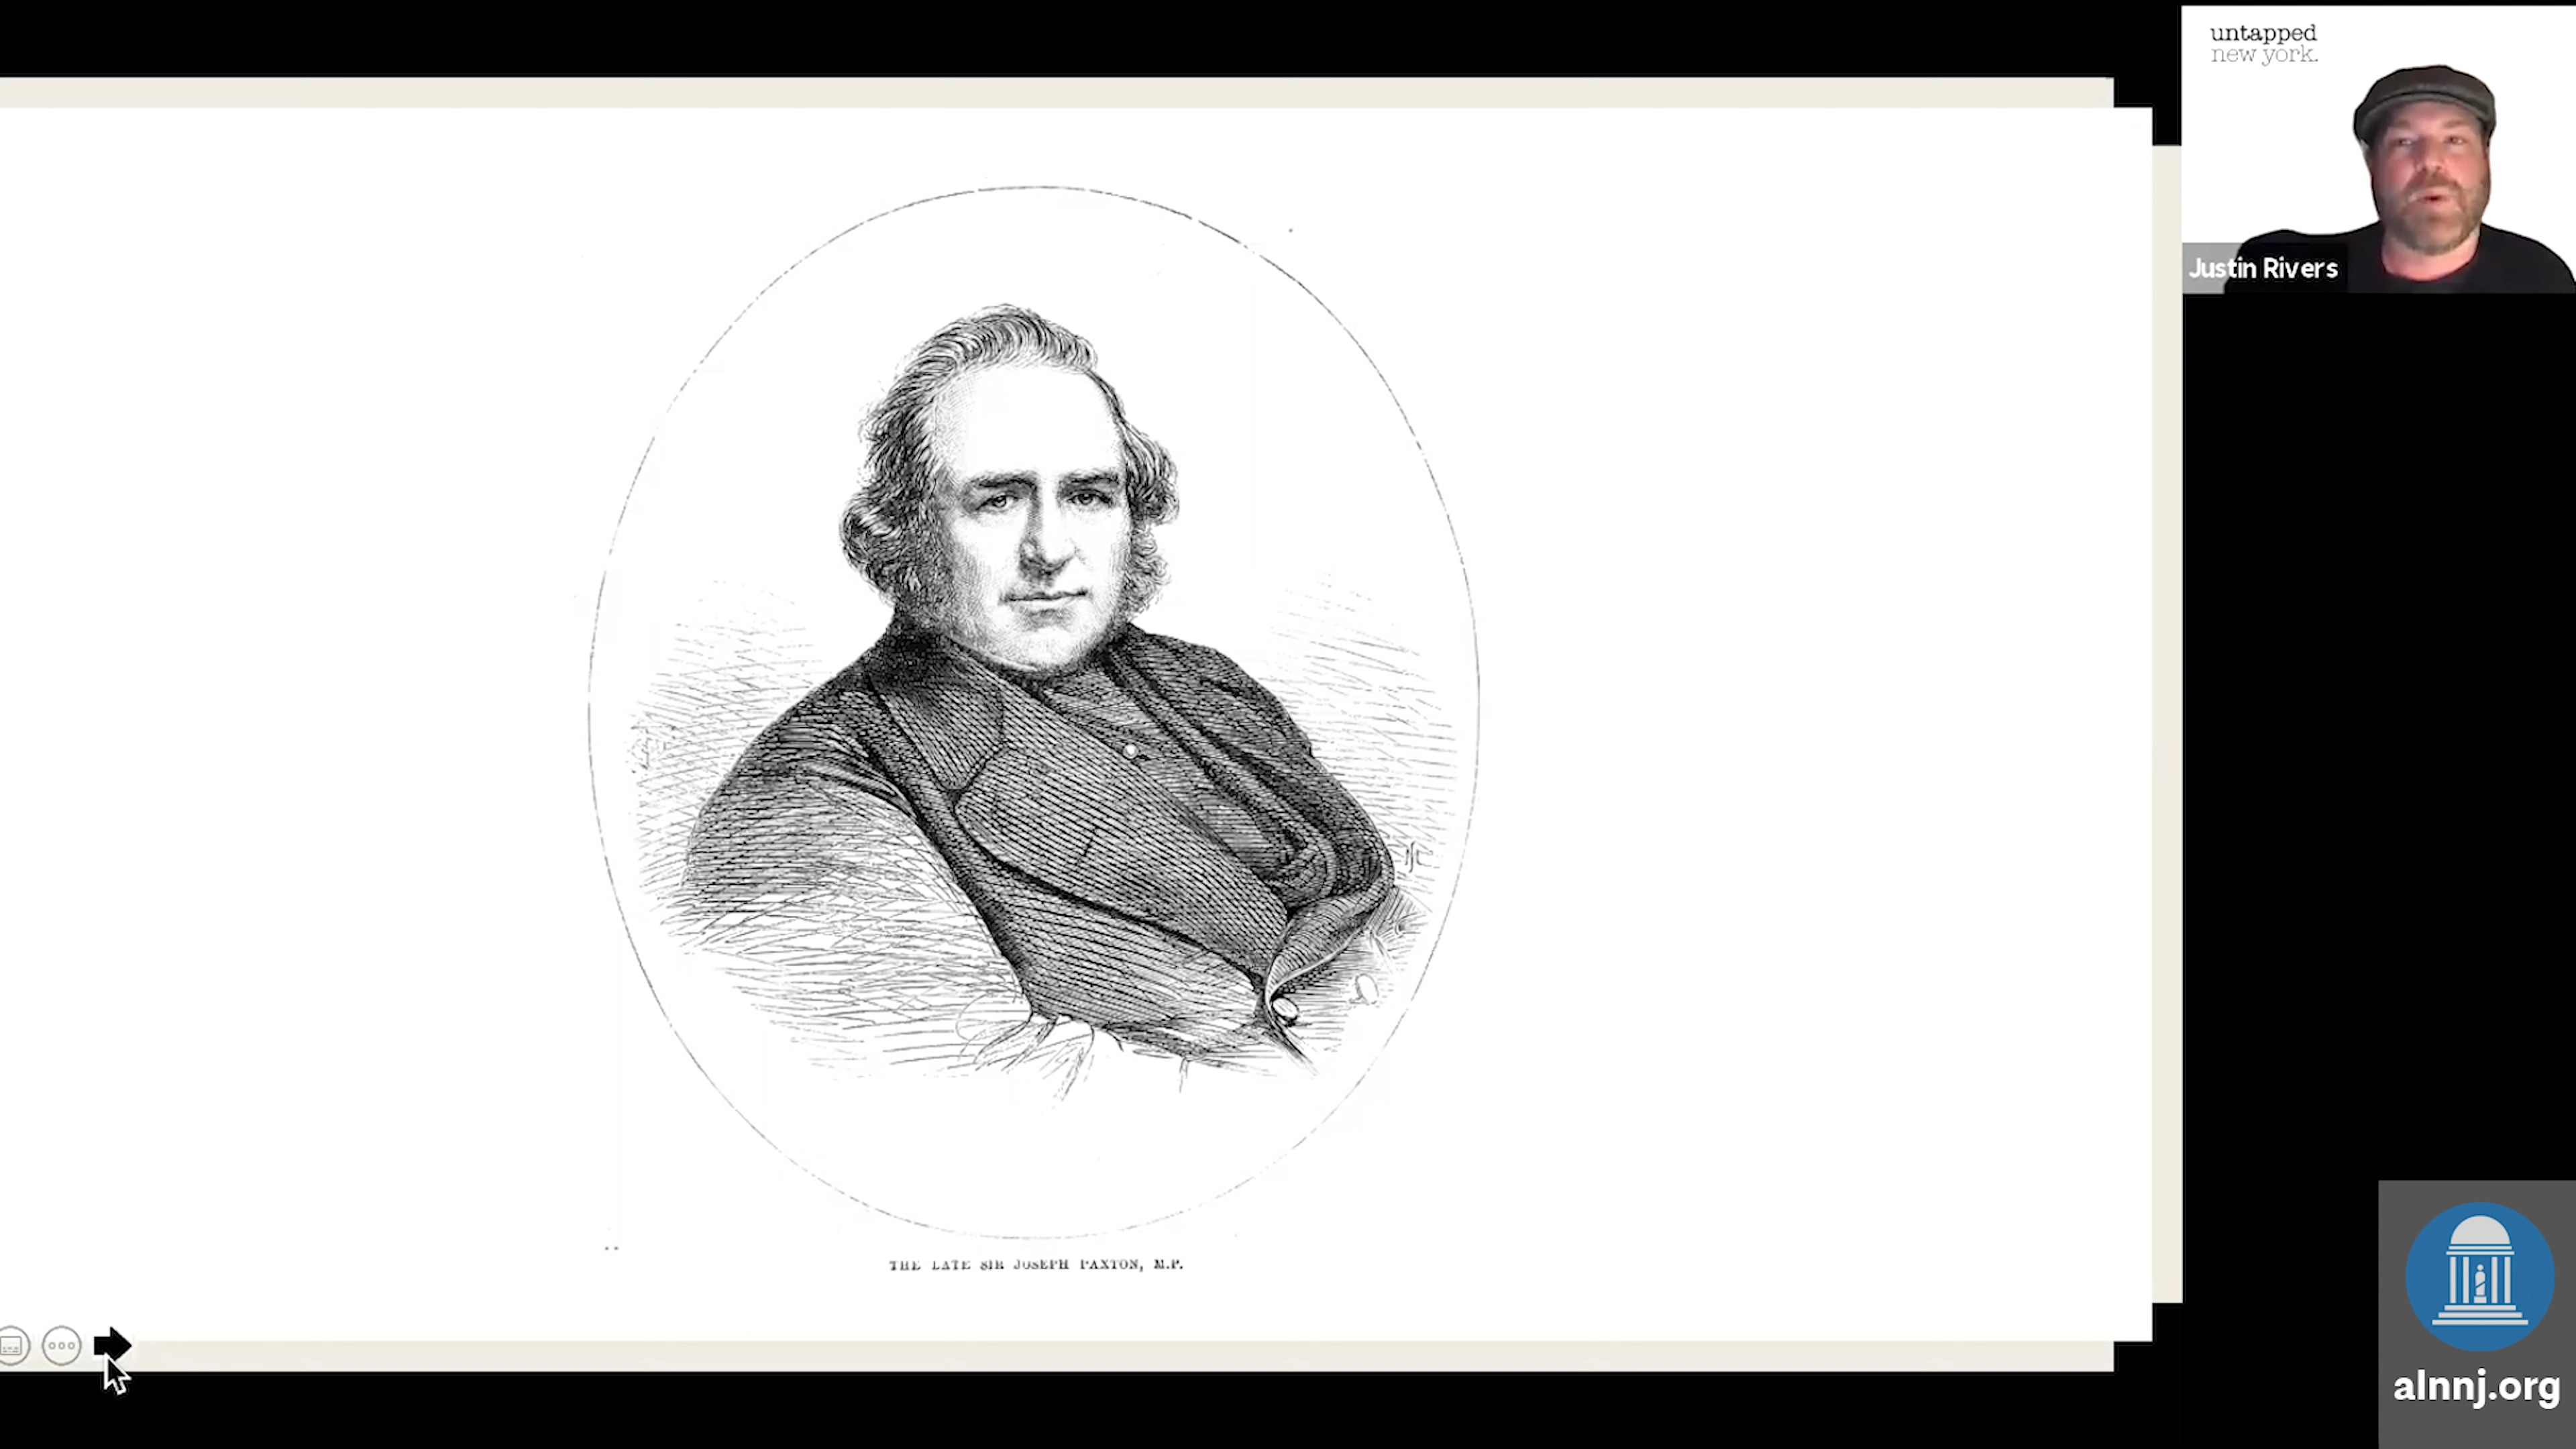 untapped
new york.
Justin Rivers
THE LATE SIR JOSEPH PAXTON, M.P.
alnnj.org